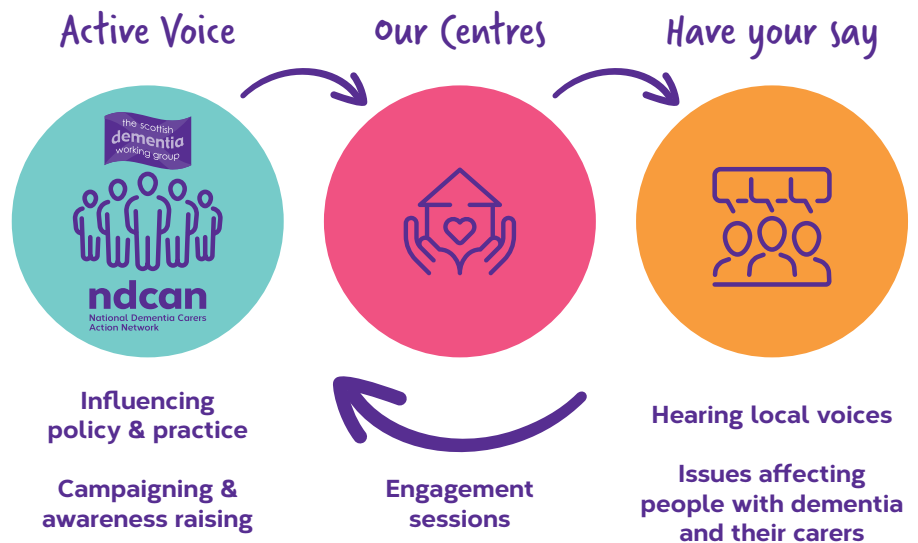 Active Voice
Our Centres
Have your say
the scottish
dementia
working group
ndcan
National Dementia Carers
Action Network
Influencing
policy & practice
Campaigning &
awareness raising
Engagement
sessions
Hearing local voices
Issues affecting
people with dementia
and their carers